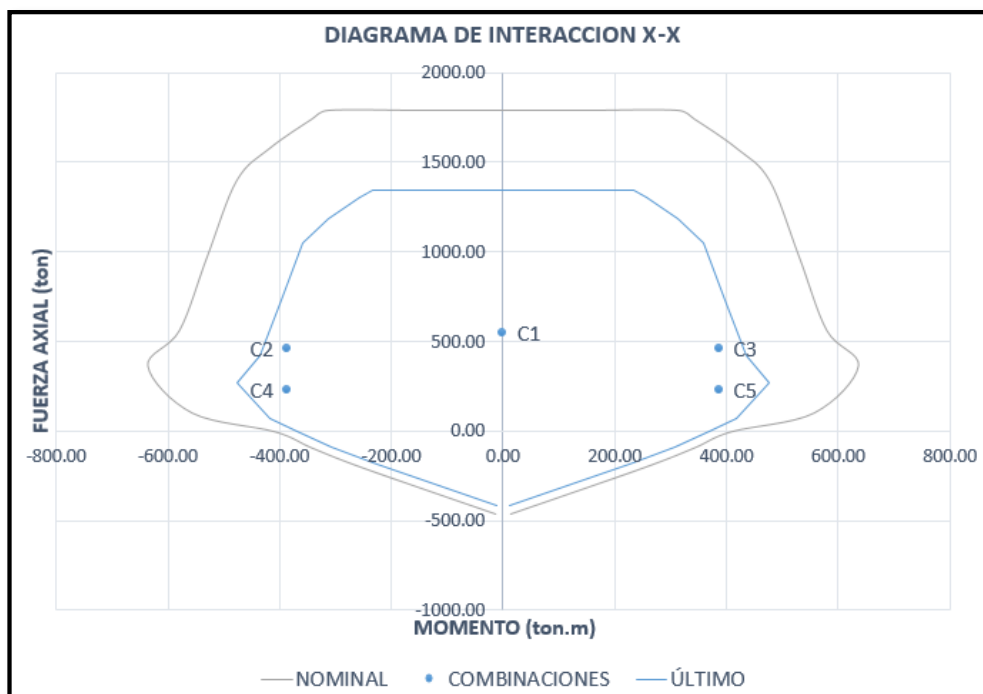 DIAGRAMA DE INTERACCION X-X
2000.00
1500.00
1000.00
500.00
0.00
-500.00
-1000.00
-800.00 -600.00 -400.00 -200.00 0.00 200.00 400.00 600.00 800.00
FUERZA AXIAL (ton)
C1
C2
C3
C4
C5
MOMENTO (ton.m)
NOMINAL COMBINACIONES ÚLTIMO